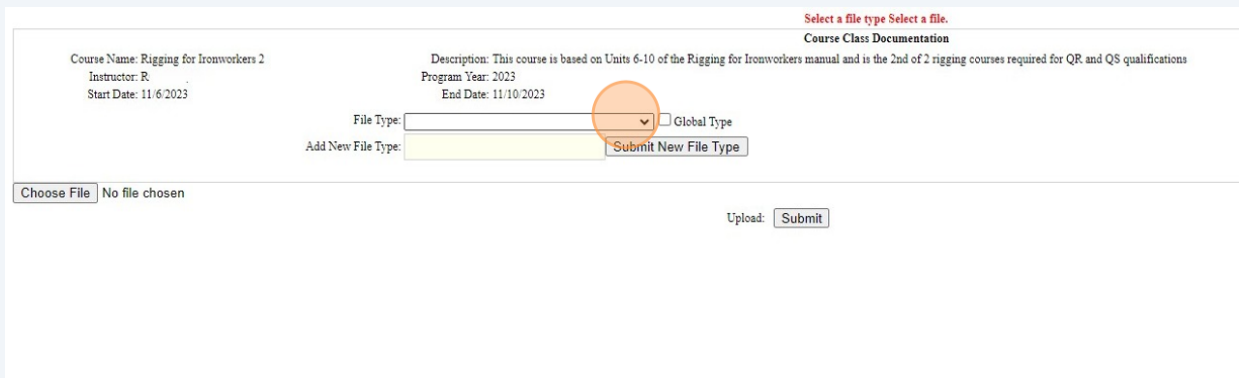 Select a file type Select a file.
Course Class Documentation
Course Name: Rigging for Ironworkers 2 Description: This course is based on Units 6-10 of the Rigging for Ironworkers manual and is the 2nd of 2 rigging courses required for QR and QS qualifications
Instructor: R Program Year: 2023
Start Date: 11/6/2023 End Date: 11/10/2023
File Type: Global Type
Add New File Type: Submit New File Type
Choose File No file chosen
Upload: Submit